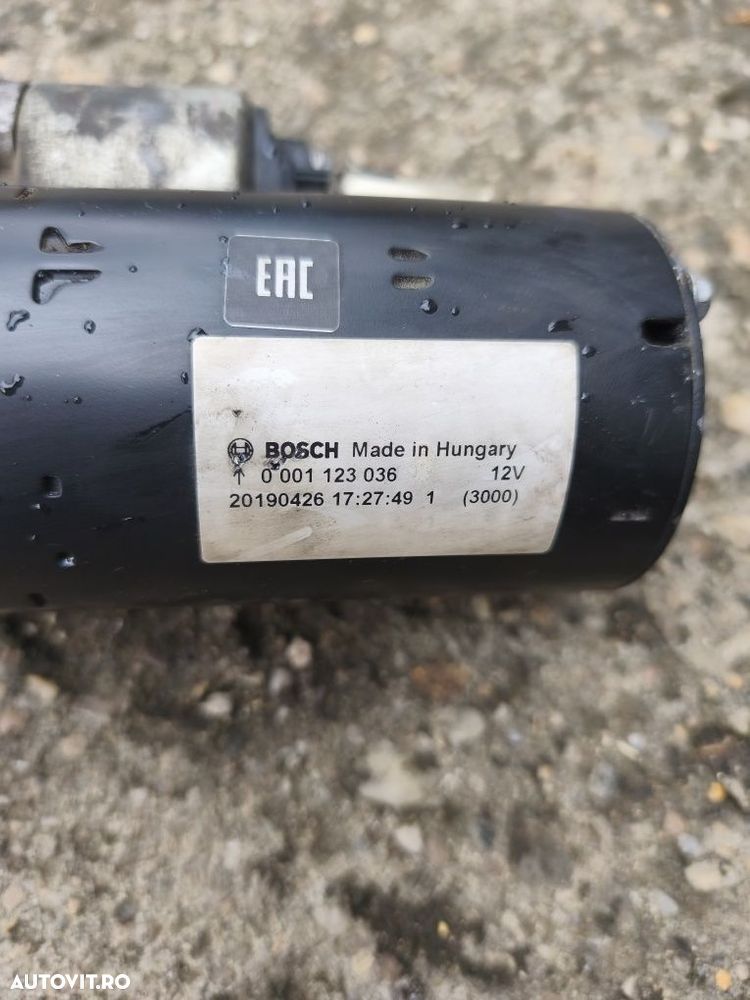 EAC
BOSCH Made in Hungary
↑ 0 001 123 036 12V
20190426 17:27:49 1 (3000)
AUTOVIT.RO